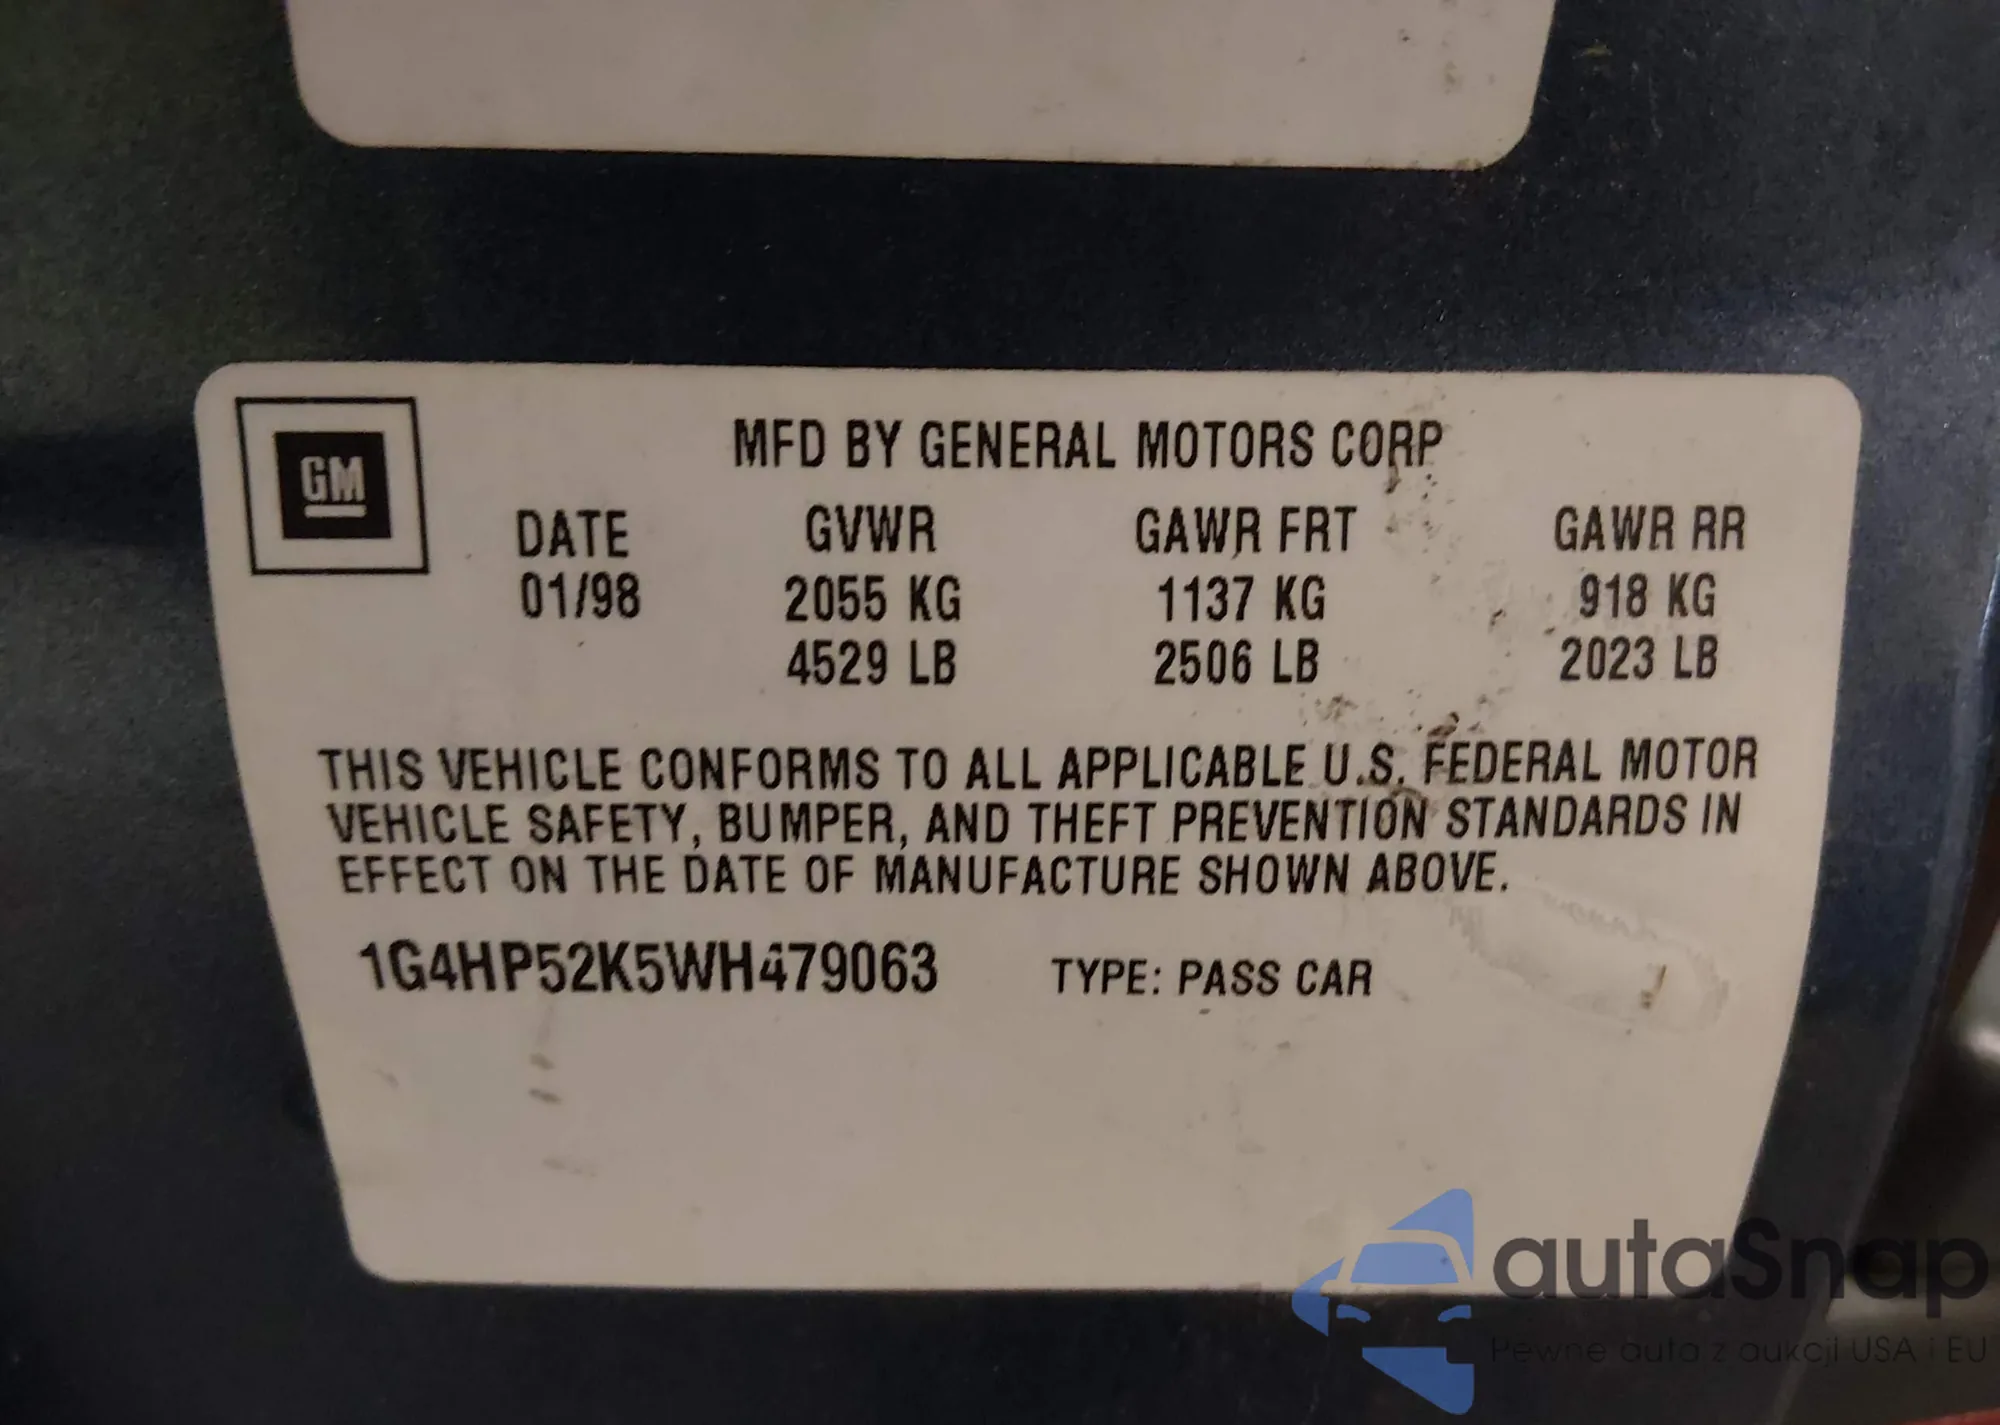 GM
MFD BY GENERAL MOTORS CORP
DATE GVWR GAWR FRT GAWR RR
01/98 2055 KG 1137 KG 918 KG
4529 LB 2506 LB 2023 LB
THIS VEHICLE CONFORMS TO ALL APPLICABLE U.S. FEDERAL MOTOR
VEHICLE SAFETY, BUMPER, AND THEFT PREVENTION STANDARDS IN
EFFECT ON THE DATE OF MANUFACTURE SHOWN ABOVE.
1G4HP52K5WH479063 TYPE: PASS CAR
autaSnap
Pewne auta z aukcji USA i EU